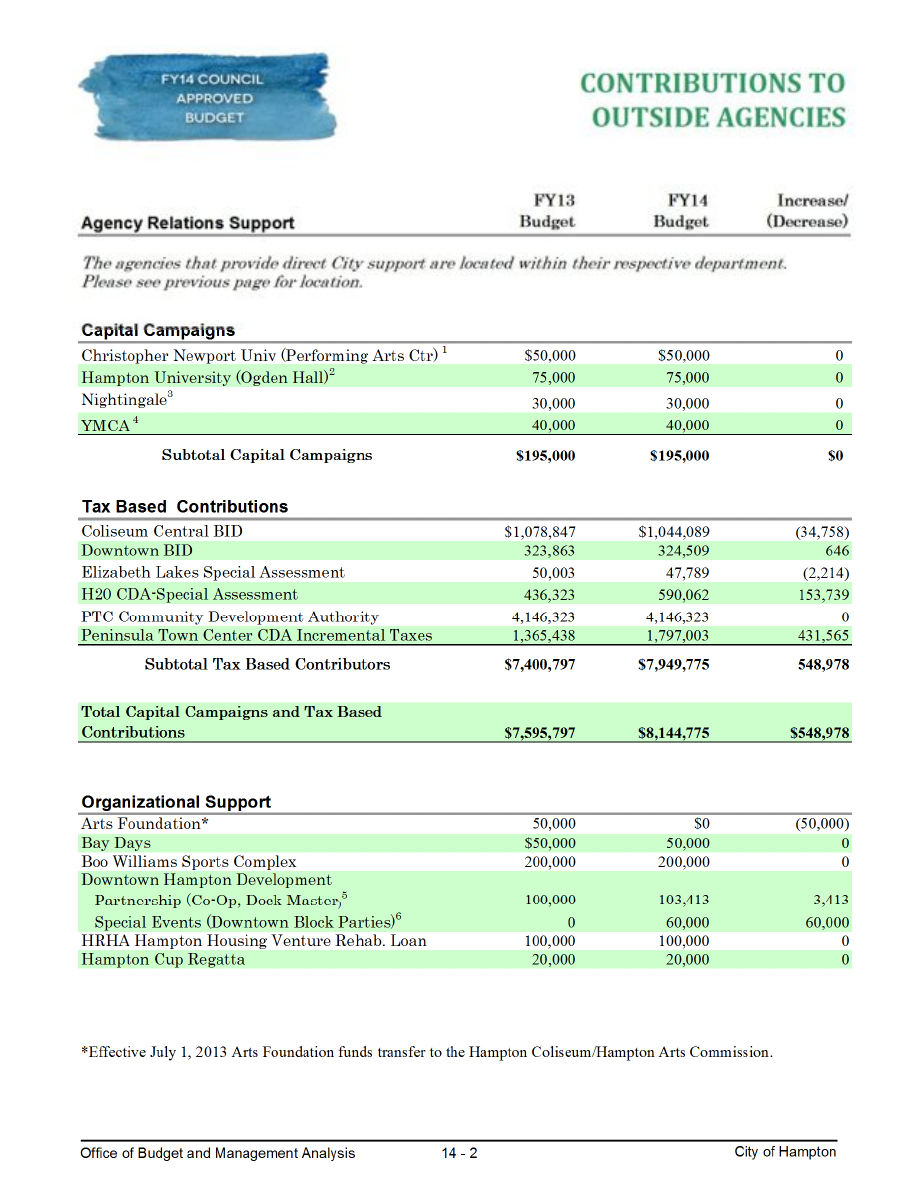 FY14 COUNCIL
APPROVED
BUDGET
CONTRIBUTIONS TO
OUTSIDE AGENCIES
FY13 FY14 Increase/
Agency Relations Support Budget Budget (Decrease)
The agencies that provide direct City support are located within their respective department.
Please see previous page for location.
Capital Campaigns
Christopher Newport Univ (Performing Arts Ctr) 1 $50,000 $50,000 0
Hampton University (Ogden Hall)2 75,000 75,000 0
Nightingale3 30,000 30,000 0
YMCA 4 40,000 40,000 0
Subtotal Capital Campaigns $195,000 $195,000 $0
Tax Based Contributions
Coliseum Central BID $1,078,847 $1,044,089 (34,758)
Downtown BID 323,863 324,509 646
Elizabeth Lakes Special Assessment 50,003 47,789 (2,214)
H20 CDA-Special Assessment 436,323 590,062 153,739
PTC Community Development Authority 4,146,323 4,146,323 0
Peninsula Town Center CDA Incremental Taxes 1,365,438 1,797,003 431,565
Subtotal Tax Based Contributors $7,400,797 $7,949,775 548,978
Total Capital Campaigns and Tax Based
Contributions $7,595,797 $8,144,775 $548,978
Organizational Support
Arts Foundation* 50,000 $0 (50,000)
Bay Days $50,000 50,000 0
Boo Williams Sports Complex 200,000 200,000 0
Downtown Hampton Development
Partnership (Co-Op, Dock Master)5 100,000 103,413 3,413
Special Events (Downtown Block Parties)6 0 60,000 60,000
HRHA Hampton Housing Venture Rehab. Loan 100,000 100,000 0
Hampton Cup Regatta 20,000 20,000 0
*Effective July 1, 2013 Arts Foundation funds transfer to the Hampton Coliseum/Hampton Arts Commission.
Office of Budget and Management Analysis 14 - 2 City of Hampton